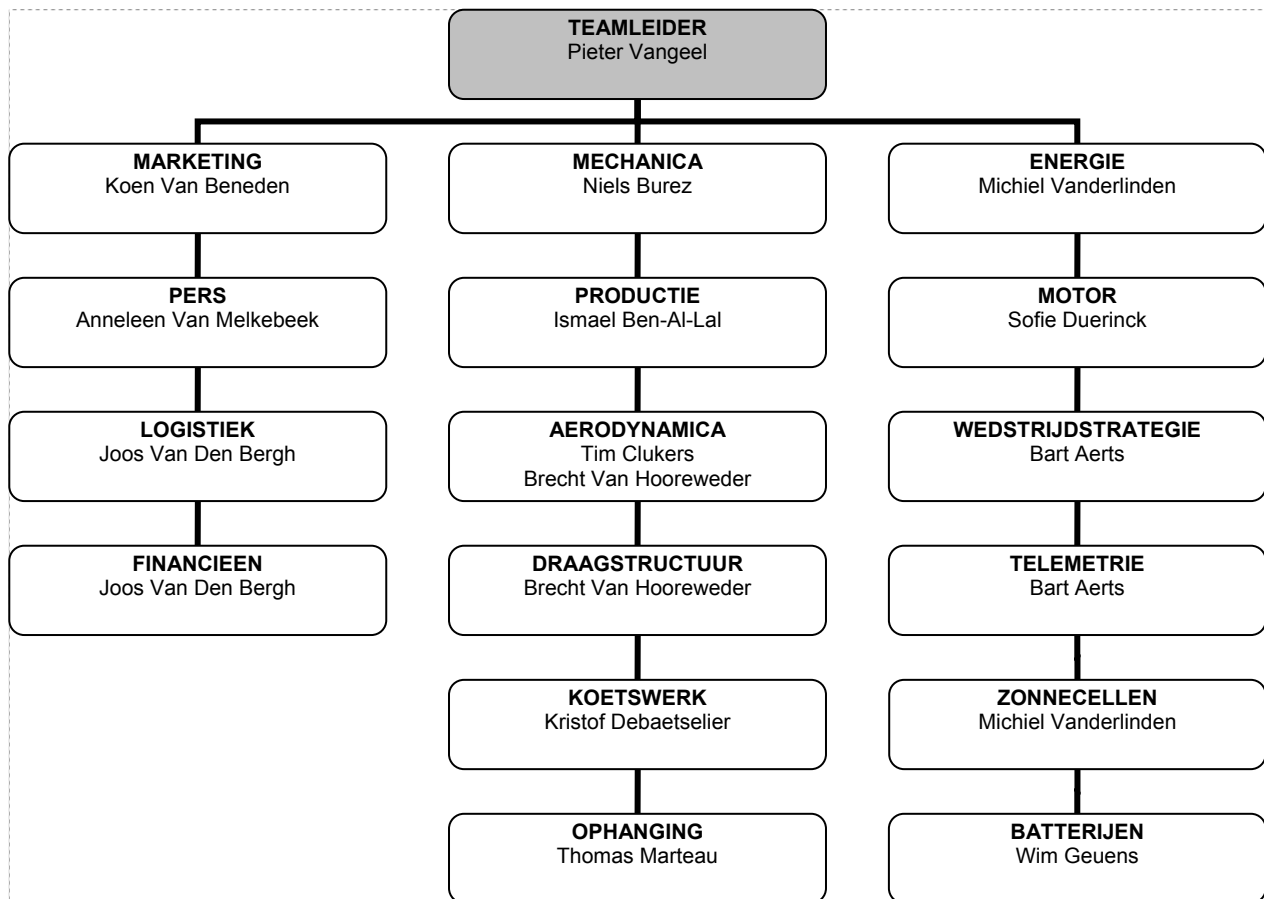 TEAMLEIDER
Pieter Vangeel
MARKETING
Koen Van Beneden
MECHANICA
Niels Burez
ENERGIE
Michiel Vanderlinden
PERS
Anneleen Van Melkebeek
PRODUCTIE
Ismael Ben-Al-Lal
MOTOR
Sofie Duerinck
LOGISTIEK
Joos Van Den Bergh
AERODYNAMICA
Tim Clukers
Brecht Van Hooreweder
WEDSTRIJDSTRATEGIE
Bart Aerts
FINANCIEEN
Joos Van Den Bergh
DRAAGSTRUCTUUR
Brecht Van Hooreweder
TELEMETRIE
Bart Aerts
KOETSWERK
Kristof Debaetselier
ZONNECELLEN
Michiel Vanderlinden
OPHANGING
Thomas Marteau
BATTERIJEN
Wim Geuens